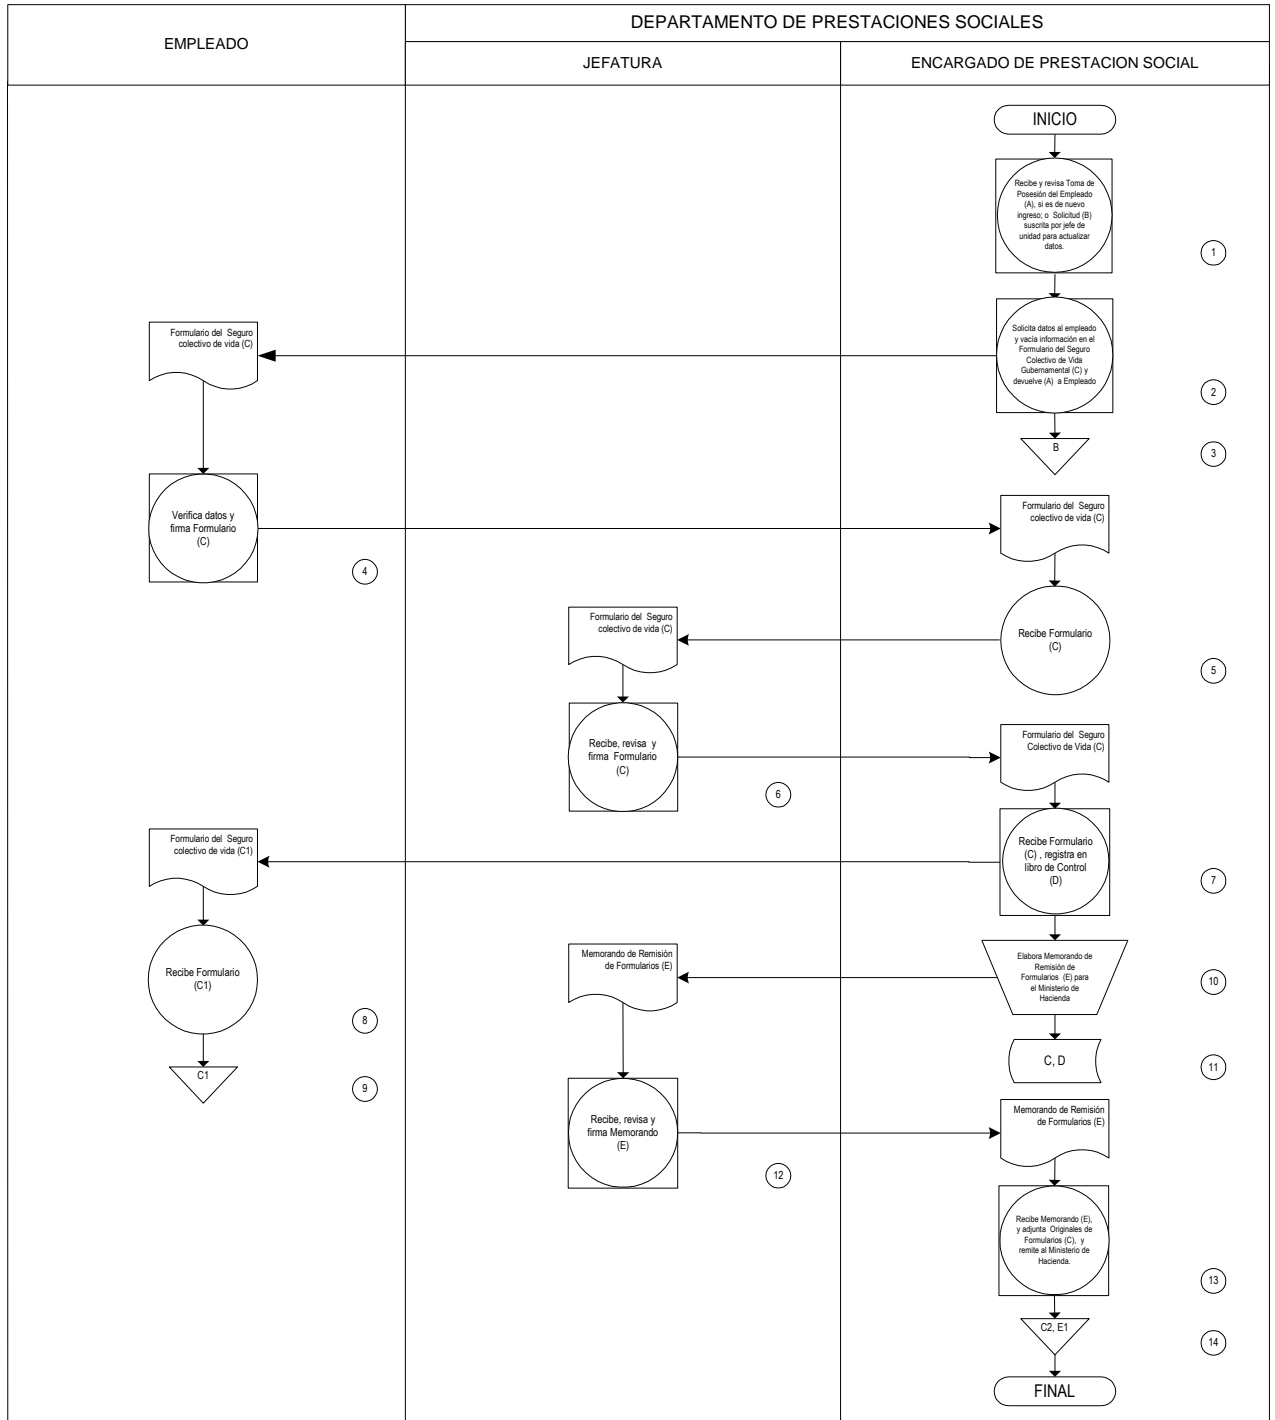 DEPARTAMENTO DE PRESTACIONES SOCIALES
EMPLEADO
JEFATURA
ENCARGADO DE PRESTACION SOCIAL
INICIO
Recibe y revisa Toma de
Posesión del Empleado
(A), si es de nuevo
ingreso; o Solicitud (B)
suscrita por jefe de
unidad para actualizar
datos.
1
Solicita datos al empleado
y vacía información en el
Formulario del Seguro
Colectivo de Vida
Gubernamental (C) y
devuelve (A) a Empleado
2
Formulario del Seguro
colectivo de vida (C)
B
3
Verifica datos y
firma Formulario
(C)
4
Formulario del Seguro
colectivo de vida (C)
Recibe Formulario
(C)
5
Formulario del Seguro
colectivo de vida (C)
Recibe, revisa y
firma Formulario
(C)
6
Formulario del Seguro
Colectivo de Vida (C)
Recibe Formulario
(C) , registra en
libro de Control
(D)
7
Formulario del Seguro
colectivo de vida (C1)
Recibe Formulario
(C1)
8
C1
9
Elabora Memorando de
Remisión de
Formularios (E) para
el Ministerio de
Hacienda
10
Memorando de Remisión
de Formularios (E)
C, D
11
Recibe, revisa y
firma Memorando
(E)
12
Memorando de Remisión
de Formularios (E)
Recibe Memorando (E),
y adjunta Originales de
Formularios (C), y
remite al Ministerio de
Hacienda.
13
C2, E1
14
FINAL